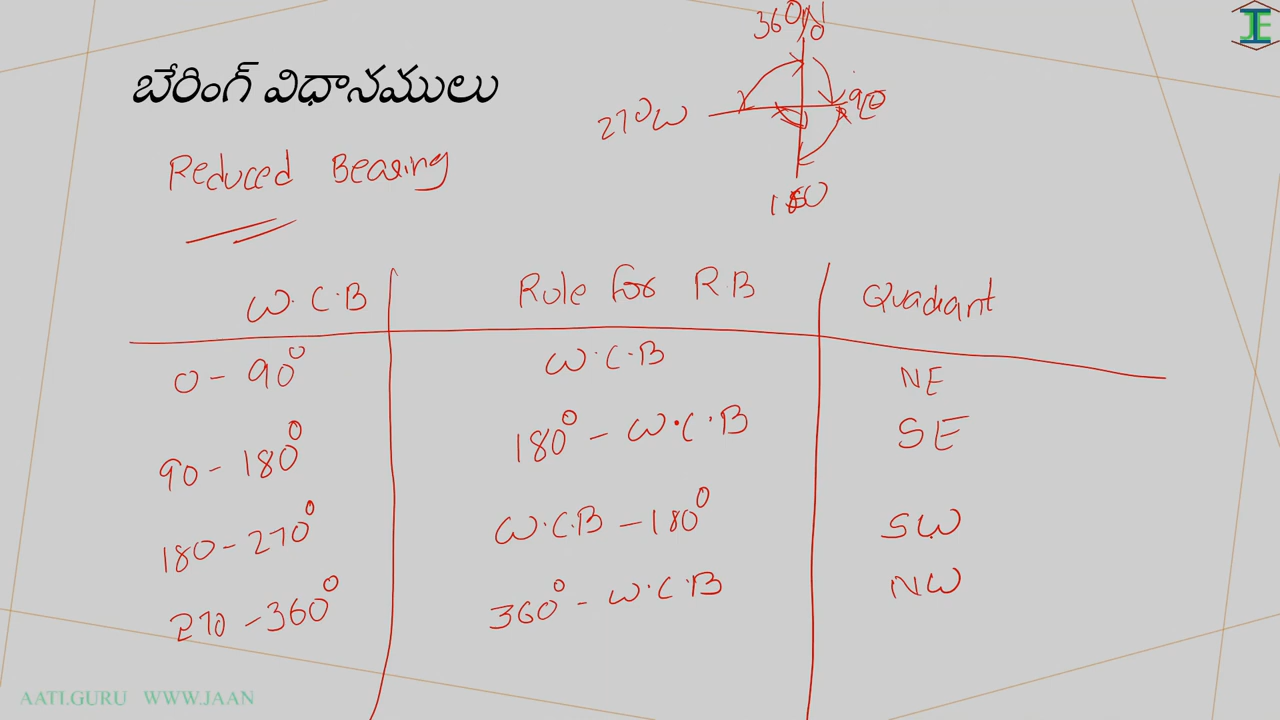 360 N
బేరింగ్ విధానములు
270 W
90
Reduced Bearing
180
W.C.B Rule for RB Quadrant
0 - 90° W.C.B NE
90 - 180° 180° - W.C.B SE
180 - 270° W.C.B - 180° SW
270 - 360° 360° - W.C.B NW
AATI.GURU WWW.JAAN